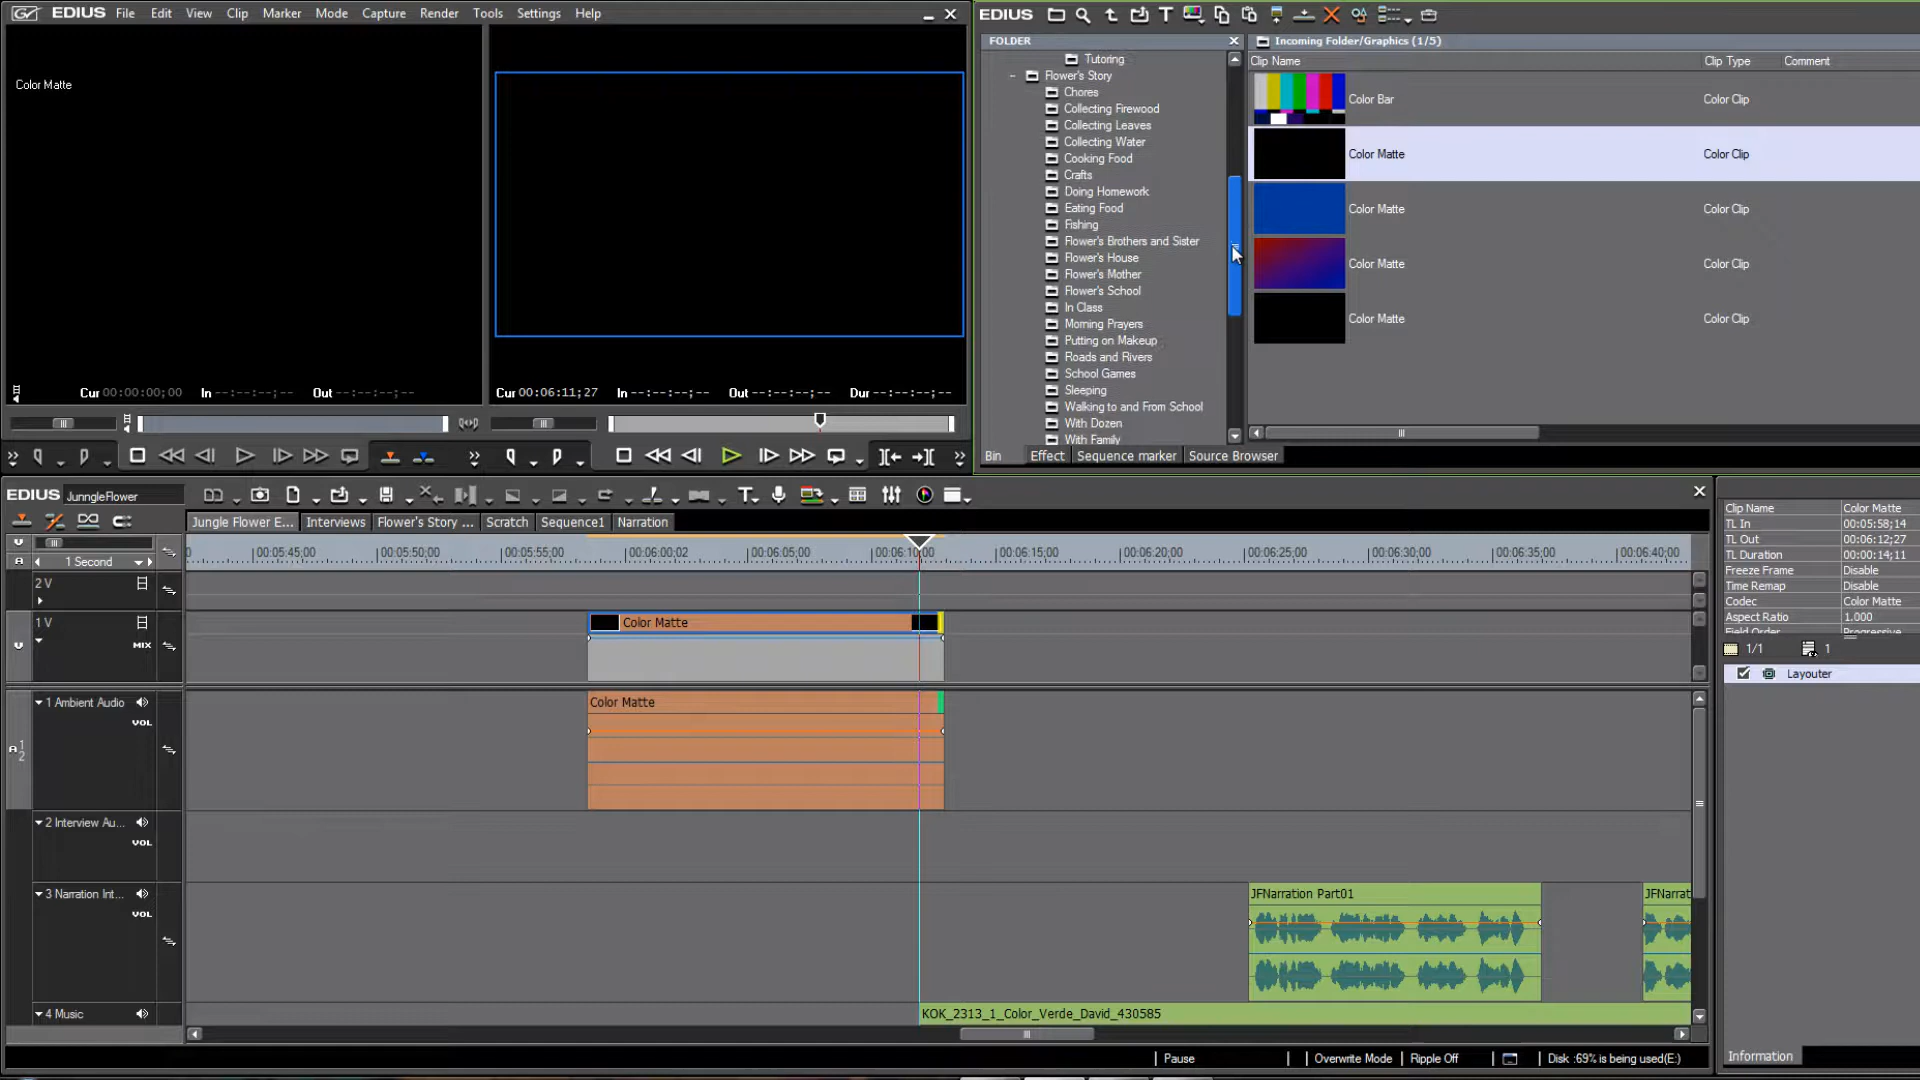 EDIUS File Edit View Clip Marker Mode Capture Render Tools Settings Help
Color Matte
Cur 00:00:00;00 In --:--:--;-- Out --:--:--;--
Cur 00:06:11;27 In --:--:--;-- Out --:--:--;-- Dur --:--:--;--
EDIUS
FOLDER
Tutoring
Flower's Story
Chores
Collecting Firewood
Collecting Leaves
Collecting Water
Cooking Food
Crafts
Doing Homework
Eating Food
Fishing
Flower's Brothers and Sister
Flower's House
Flower's Mother
Flower's School
In Class
Morning Prayers
Putting on Makeup
Roads and Rivers
School Games
Sleeping
Walking to and From School
With Dozen
With Family
Bin Effect Sequence marker Source Browser
Incoming Folder/Graphics (1/5)
Clip Name Clip Type Comment
Color Bar Color Clip
Color Matte Color Clip
Color Matte Color Clip
Color Matte Color Clip
Color Matte Color Clip
EDIUS JunngleFlower
Jungle Flower E... Interviews Flower's Story ... Scratch Sequence1 Narration
1 Second
00:05:45;00 00:05:50;00 00:05:55;00 00:06:00;02 00:06:05;00 00:06:10;00 00:06:15;00 00:06:20;00 00:06:25;00 00:06:30;00 00:06:35;00 00:06:40;00
2 V
1 V Color Matte
MIX
1 Ambient Audio Color Matte
VOL
A 1 2
2 Interview Au...
VOL
3 Narration Int... JFNarration Part01 JFNarrat
VOL
4 Music KOK_2313_1_Color_Verde_David_430585
Pause Overwrite Mode Ripple Off Disk :69% is being used(E:)
Clip Name Color Matte
TL In 00:05:58;14
TL Out 00:06:12;27
TL Duration 00:00:14;11
Freeze Frame Disable
Time Remap Disable
Codec Color Matte
Aspect Ratio 1.000
Field Order Progressive
1/1 1
Layouter
Information